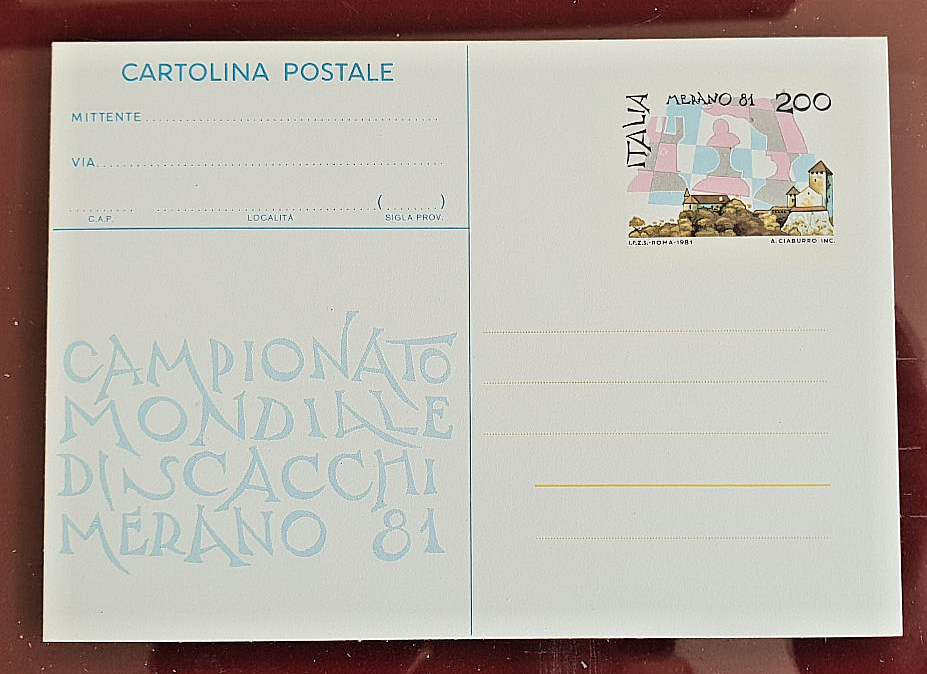 CARTOLINA POSTALE
MITTENTE
VIA
( )
C.A.P. LOCALITÀ SIGLA PROV.
CAMPIONATO
MONDIALE
DI SCACCHI
MERANO 81
ITALIA
MERANO 81 200
I.P.Z.S.-ROMA-1981 A. CIABURRO INC.